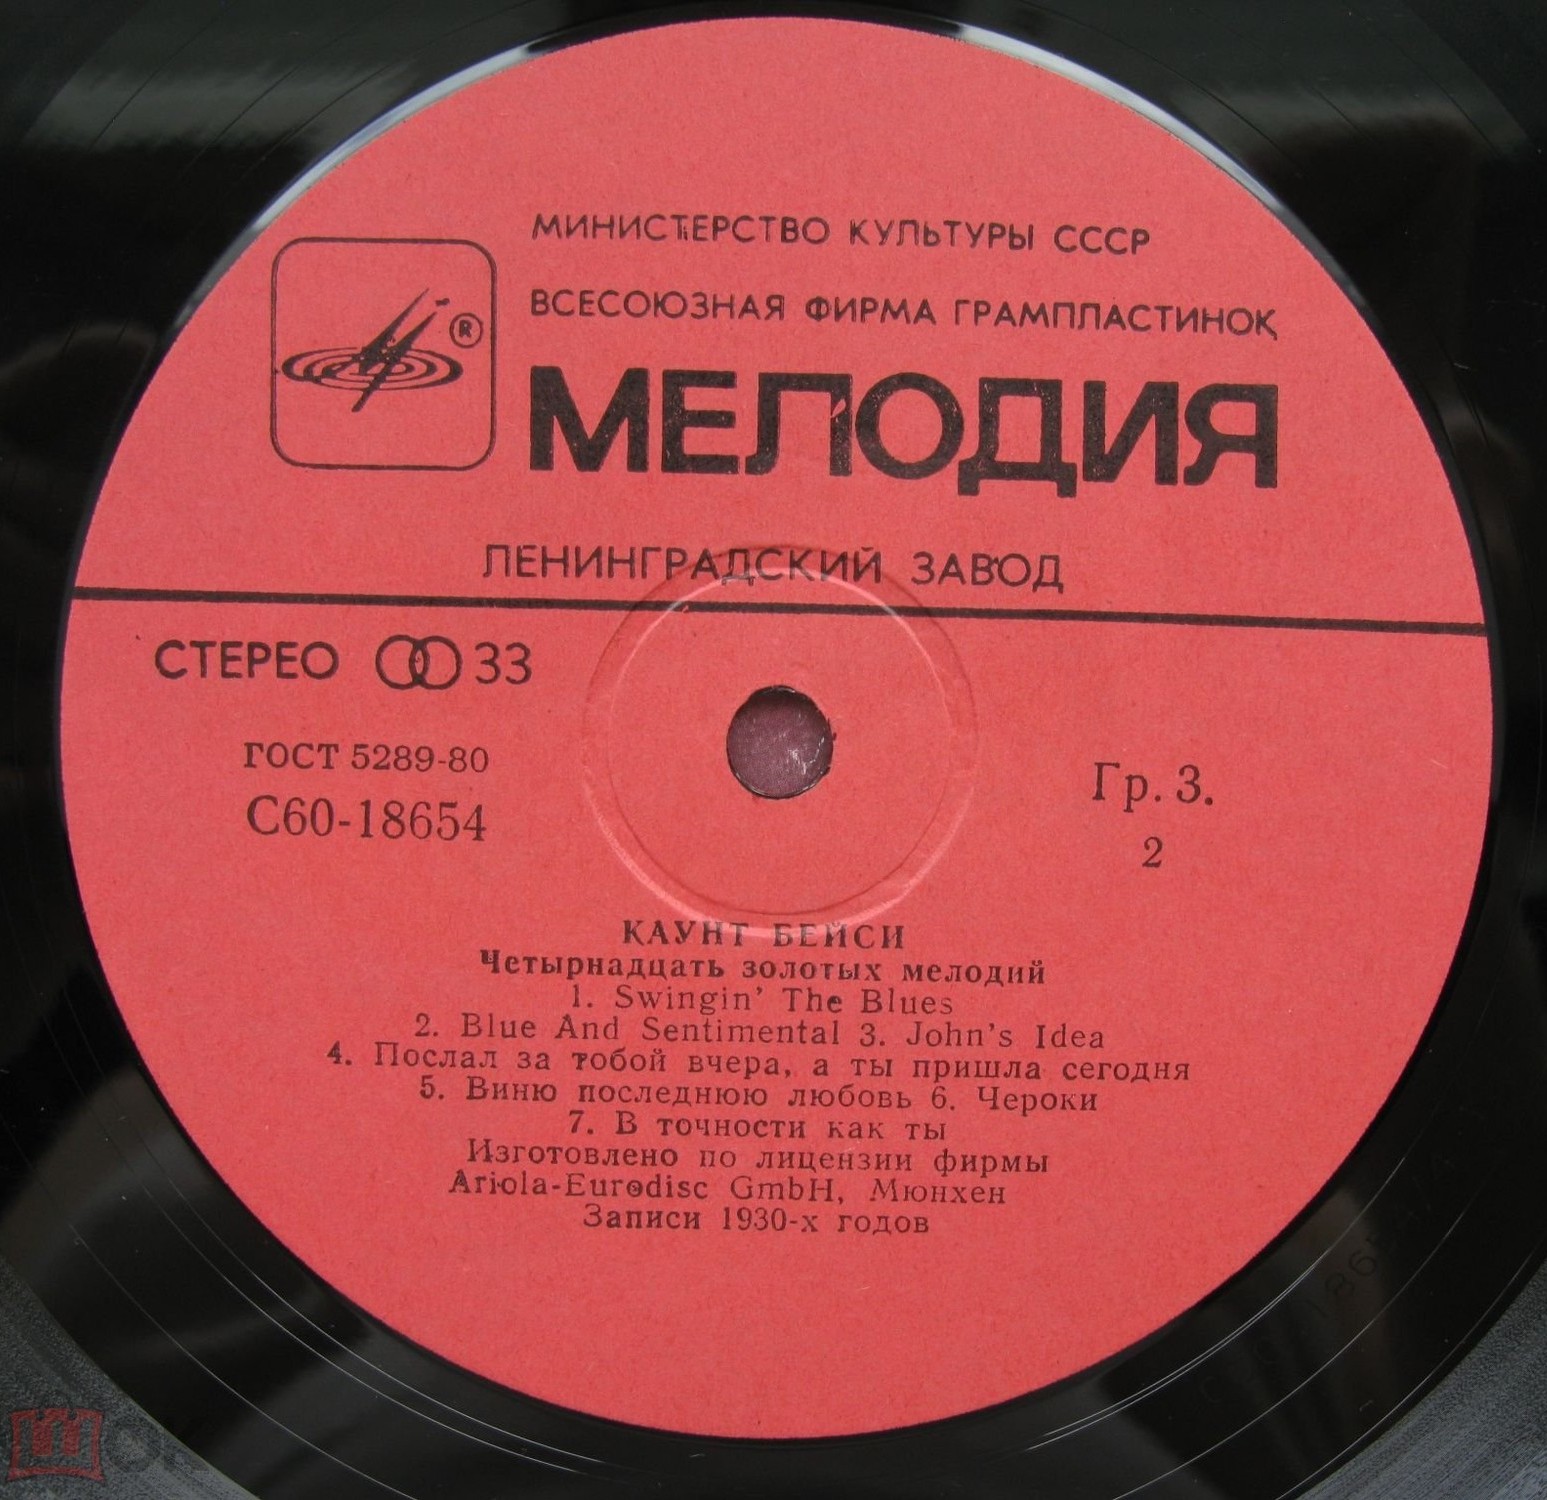 МИНИСТЕРСТВО КУЛЬТУРЫ СССР
ВСЕСОЮЗНАЯ ФИРМА ГРАМПЛАСТИНОК
®
МЕЛОДИЯ
ЛЕНИНГРАДСКИЙ ЗАВОД
СТЕРЕО 33
ГОСТ 5289-80
С60-18654
Гр. 3.
2
КАУНТ БЕЙСИ
Четырнадцать золотых мелодий
1. Swingin' The Blues
2. Blue And Sentimental 3. John's Idea
4. Послал за тобой вчера, а ты пришла сегодня
5. Виню последнюю любовь 6. Чероки
7. В точности как ты
Изготовлено по лицензии фирмы
Ariola-Eurodisc GmbH, Мюнхен
Записи 1930-х годов